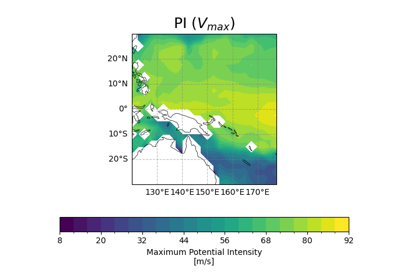 PI (V_max)
20°N
10°N
0°
10°S
20°S
130°E 140°E 150°E 160°E 170°E
8 20 32 44 56 68 80 92
Maximum Potential Intensity
[m/s]